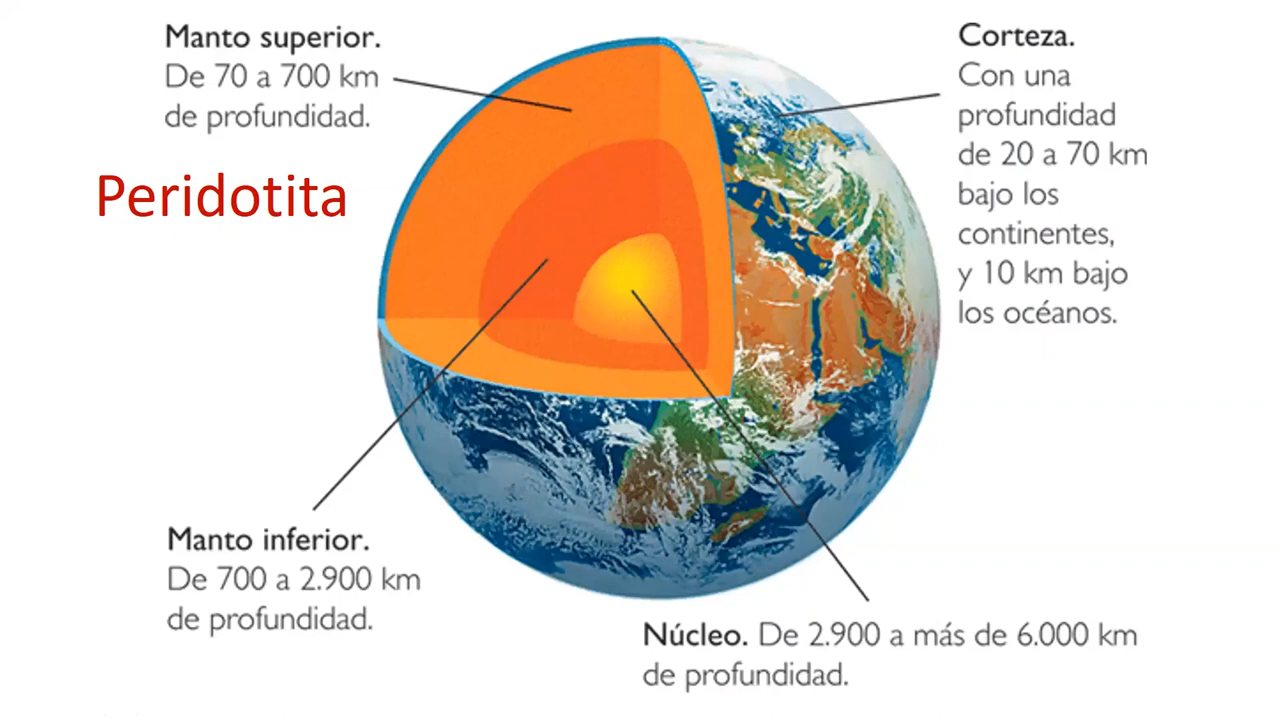 Manto superior.
De 70 a 700 km
de profundidad.
Peridotita
Corteza.
Con una
profundidad
de 20 a 70 km
bajo los
continentes,
y 10 km bajo
los océanos.
Manto inferior.
De 700 a 2.900 km
de profundidad.
Núcleo. De 2.900 a más de 6.000 km
de profundidad.